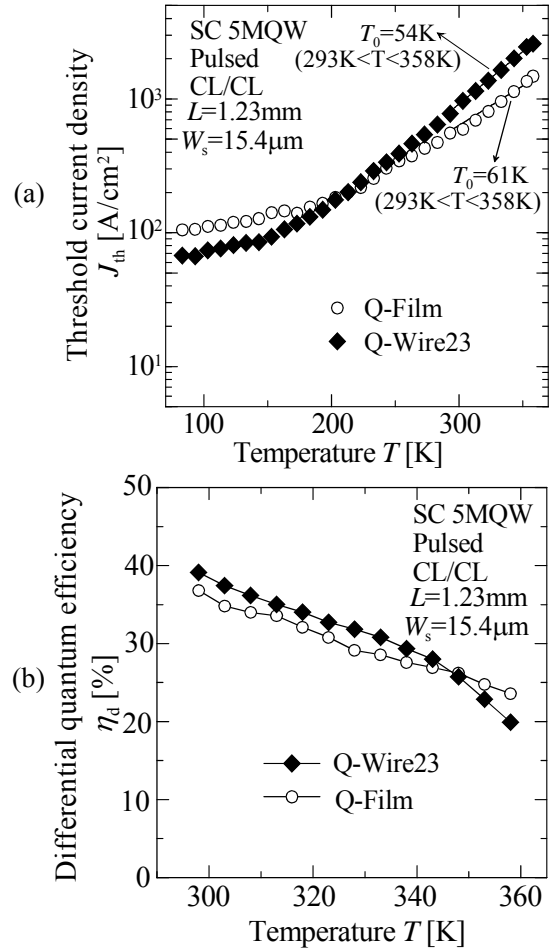 (a)
Threshold current density
J_th [A/cm²]
10³
10²
10¹
SC 5MQW
Pulsed
CL/CL
L=1.23mm
W_s=15.4μm
T₀=54K
(293K<T<358K)
T₀=61K
(293K<T<358K)
Q-Film
Q-Wire23
100
200
300
Temperature T [K]
(b)
Differential quantum efficiency
η_d [%]
50
40
30
20
10
0
SC 5MQW
Pulsed
CL/CL
L=1.23mm
W_s=15.4μm
Q-Wire23
Q-Film
300
320
340
360
Temperature T [K]